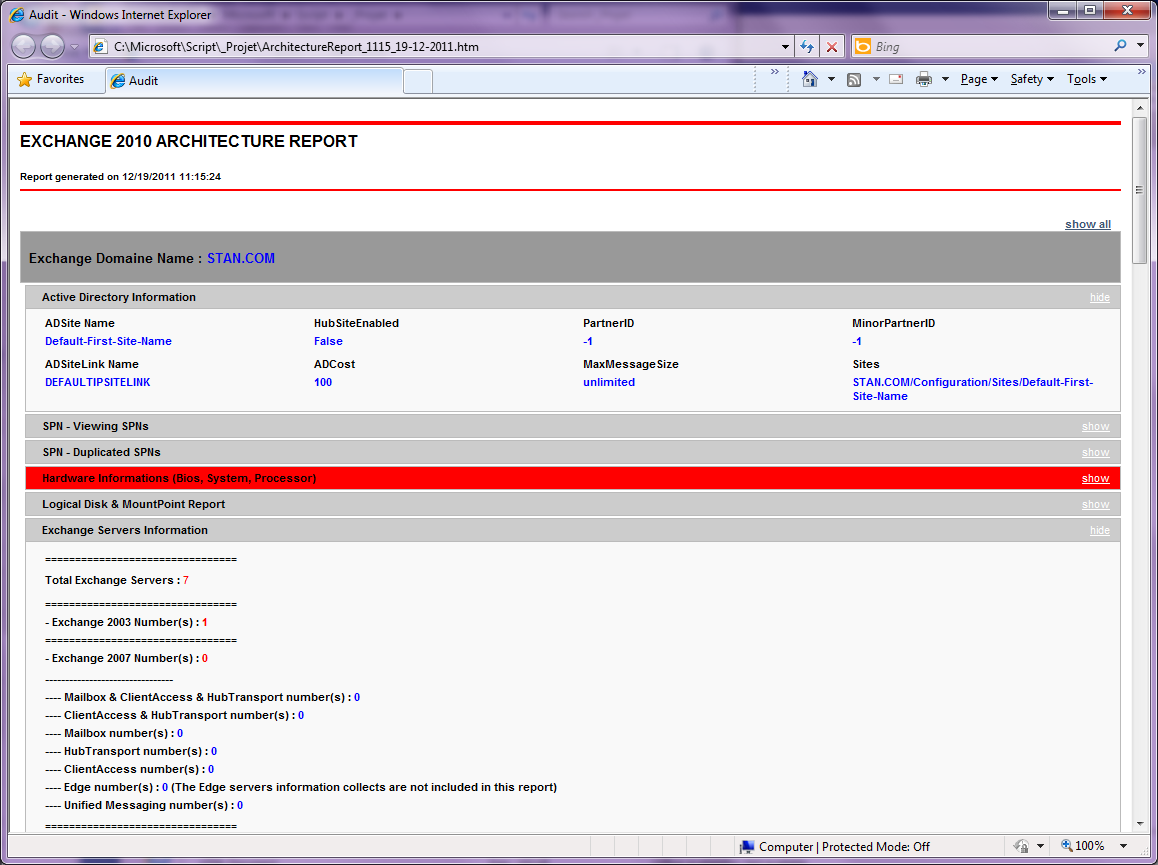 Audit - Windows Internet Explorer
C:\Microsoft\Script\_Projet\ArchitectureReport_1115_19-12-2011.htm
Bing
Favorites
Audit
Page
Safety
Tools
EXCHANGE 2010 ARCHITECTURE REPORT
Report generated on 12/19/2011 11:15:24
show all
Exchange Domaine Name : STAN.COM
Active Directory Information hide
ADSite Name HubSiteEnabled PartnerID MinorPartnerID
Default-First-Site-Name False -1 -1
ADSiteLink Name ADCost MaxMessageSize Sites
DEFAULTIPSITELINK 100 unlimited STAN.COM/Configuration/Sites/Default-First-
Site-Name
SPN - Viewing SPNs show
SPN - Duplicated SPNs show
Hardware Informations (Bios, System, Processor) show
Logical Disk & MountPoint Report show
Exchange Servers Information hide
================================
Total Exchange Servers : 7
================================
- Exchange 2003 Number(s) : 1
================================
- Exchange 2007 Number(s) : 0
--------------------------------
---- Mailbox & ClientAccess & HubTransport number(s) : 0
---- ClientAccess & HubTransport number(s) : 0
---- Mailbox number(s) : 0
---- HubTransport number(s) : 0
---- ClientAccess number(s) : 0
---- Edge number(s) : 0 (The Edge servers information collects are not included in this report)
---- Unified Messaging number(s) : 0
================================
Computer | Protected Mode: Off
100%